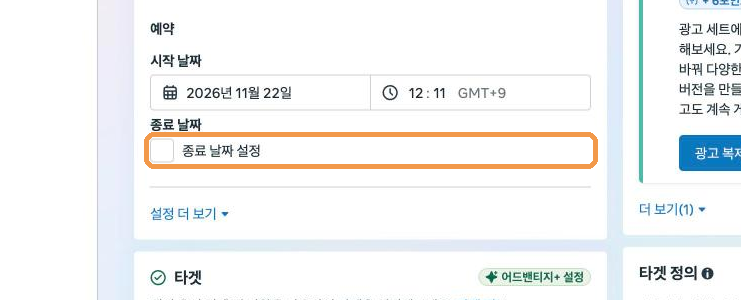 예약
시작 날짜
2026년 11월 22일
12 : 11 GMT+9
종료 날짜
종료 날짜 설정
설정 더 보기
타겟
어드밴티지+ 설정
광고 세트에
해보세요.
바꿔 다양한
버전을 만들
고도 계속
광고 복제
더 보기(1)
타겟 정의